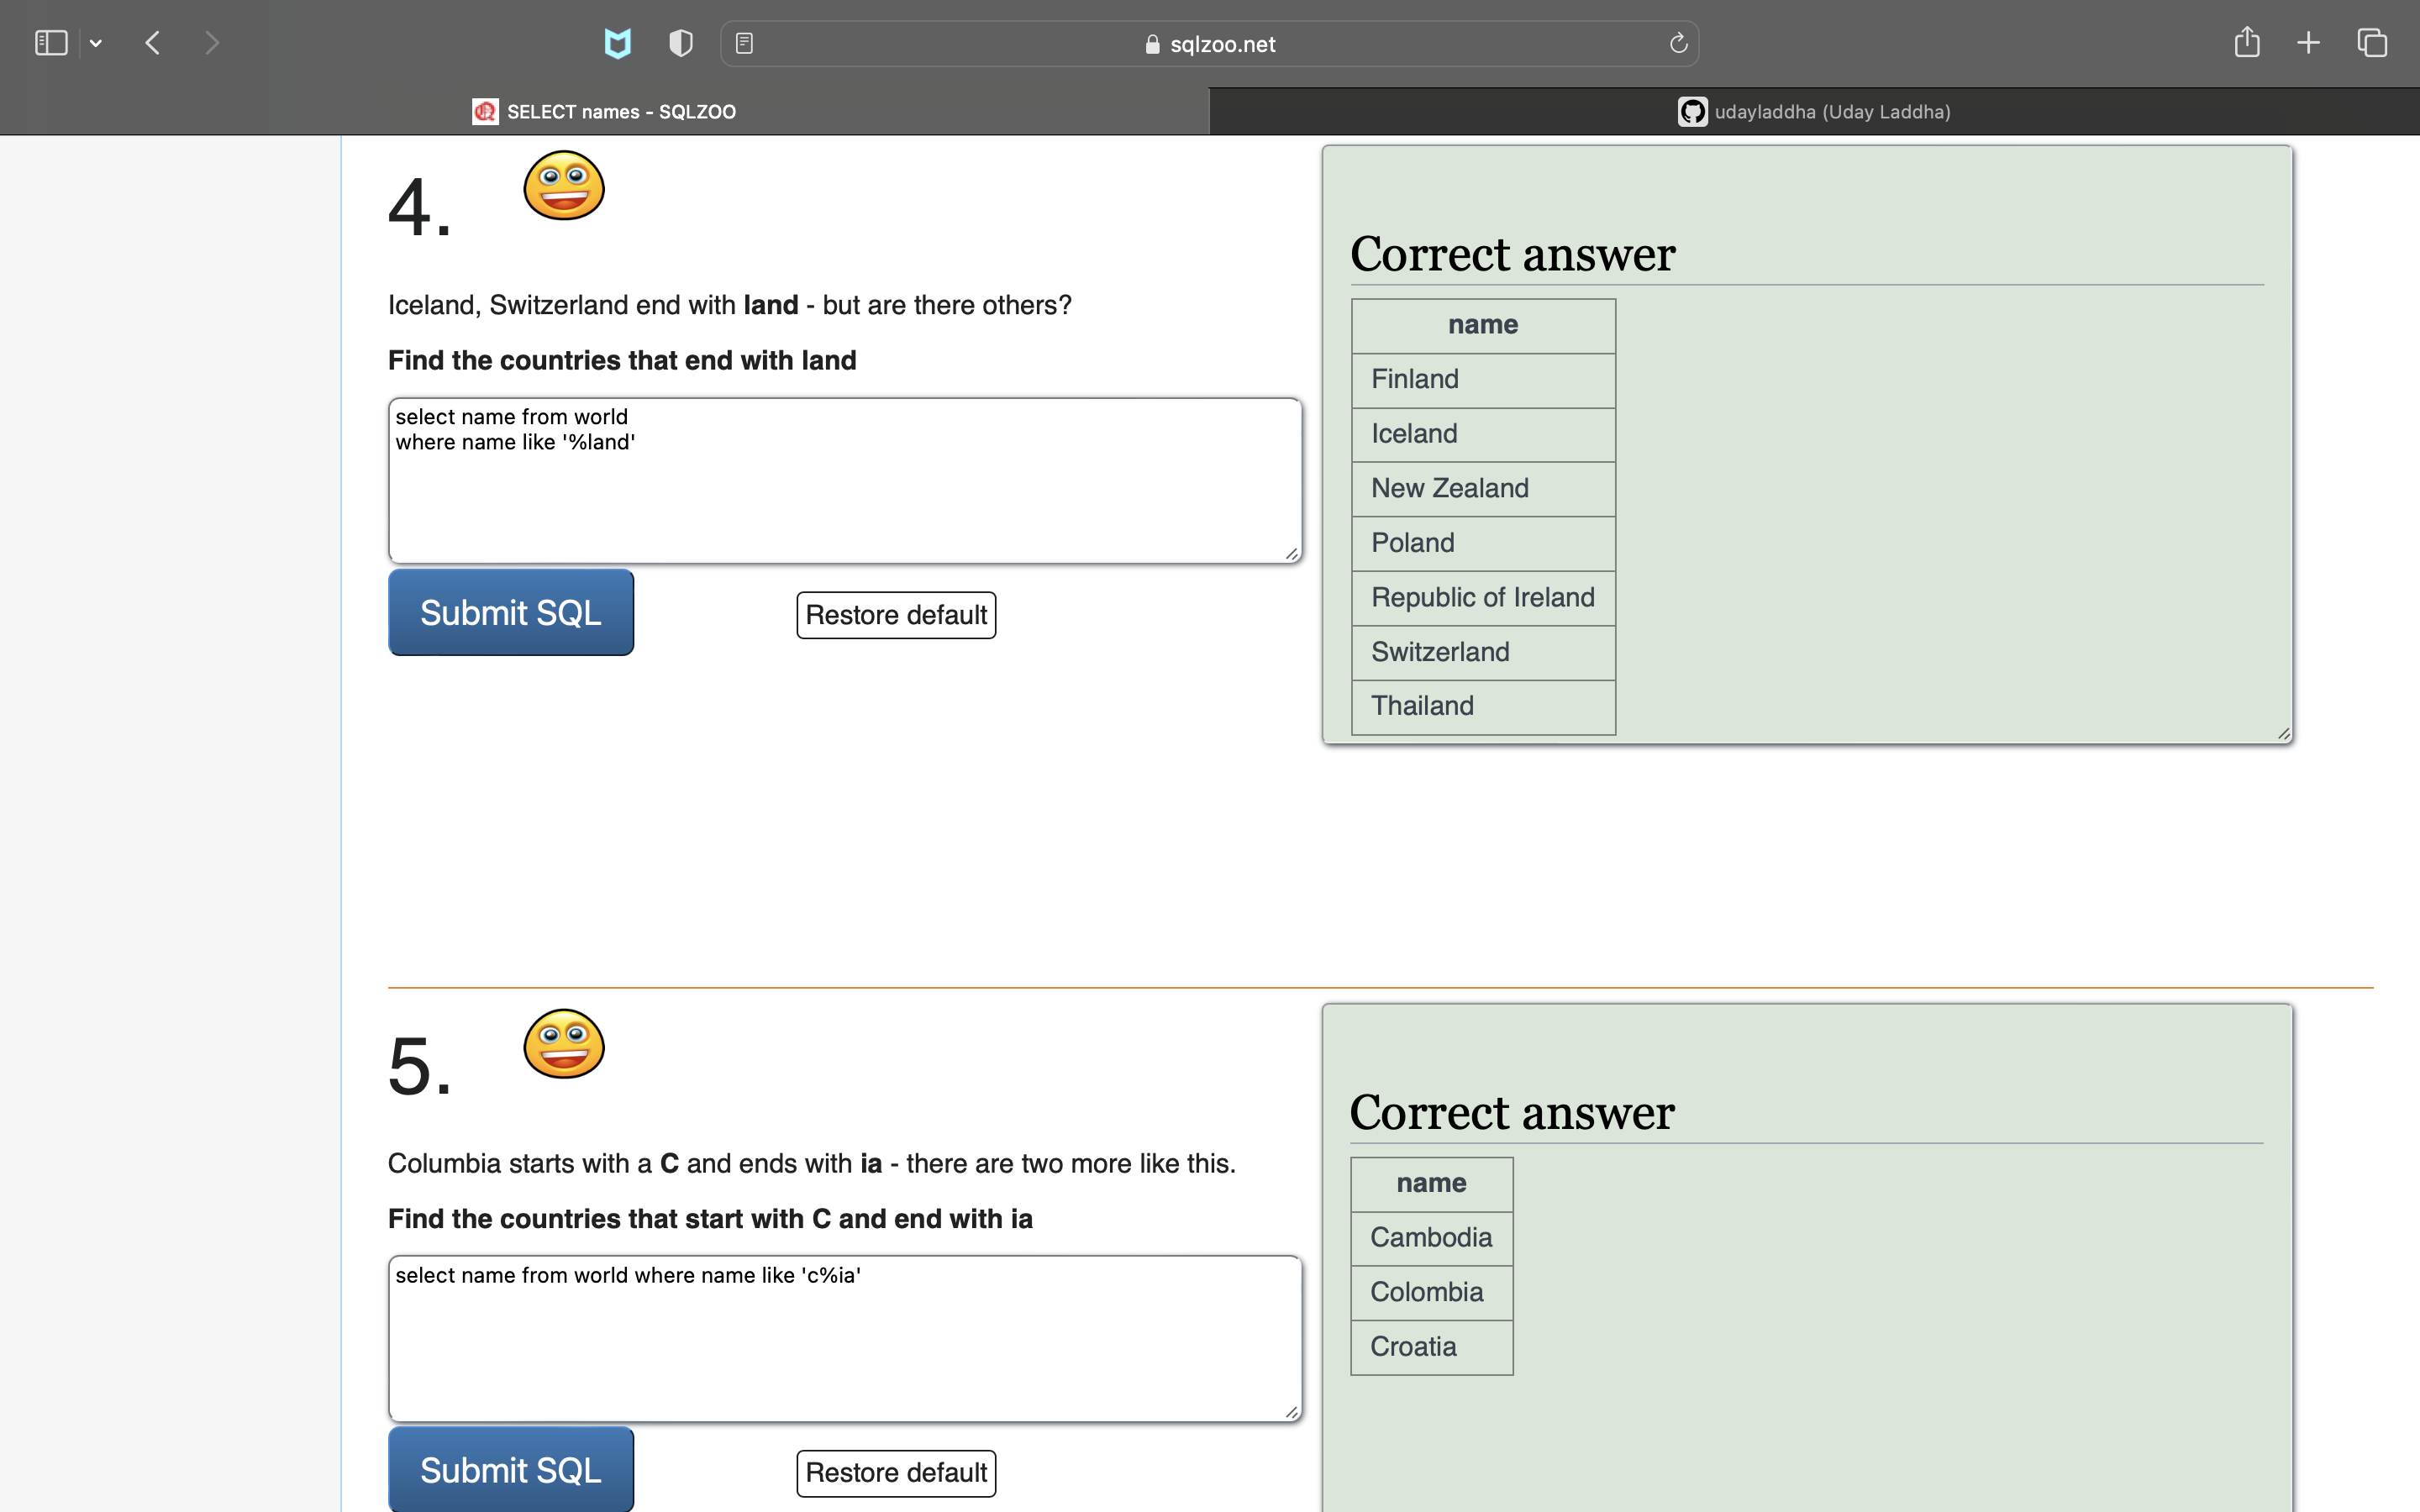 sqlzoo.net
SELECT names - SQLZOO
udayladdha (Uday Laddha)
4.
Iceland, Switzerland end with land - but are there others?
Find the countries that end with land
select name from world
where name like '%land'
Submit SQL
Restore default
Correct answer
name
Finland
Iceland
New Zealand
Poland
Republic of Ireland
Switzerland
Thailand
5.
Columbia starts with a C and ends with ia - there are two more like this.
Find the countries that start with C and end with ia
select name from world where name like 'c%ia'
Submit SQL
Restore default
Correct answer
name
Cambodia
Colombia
Croatia